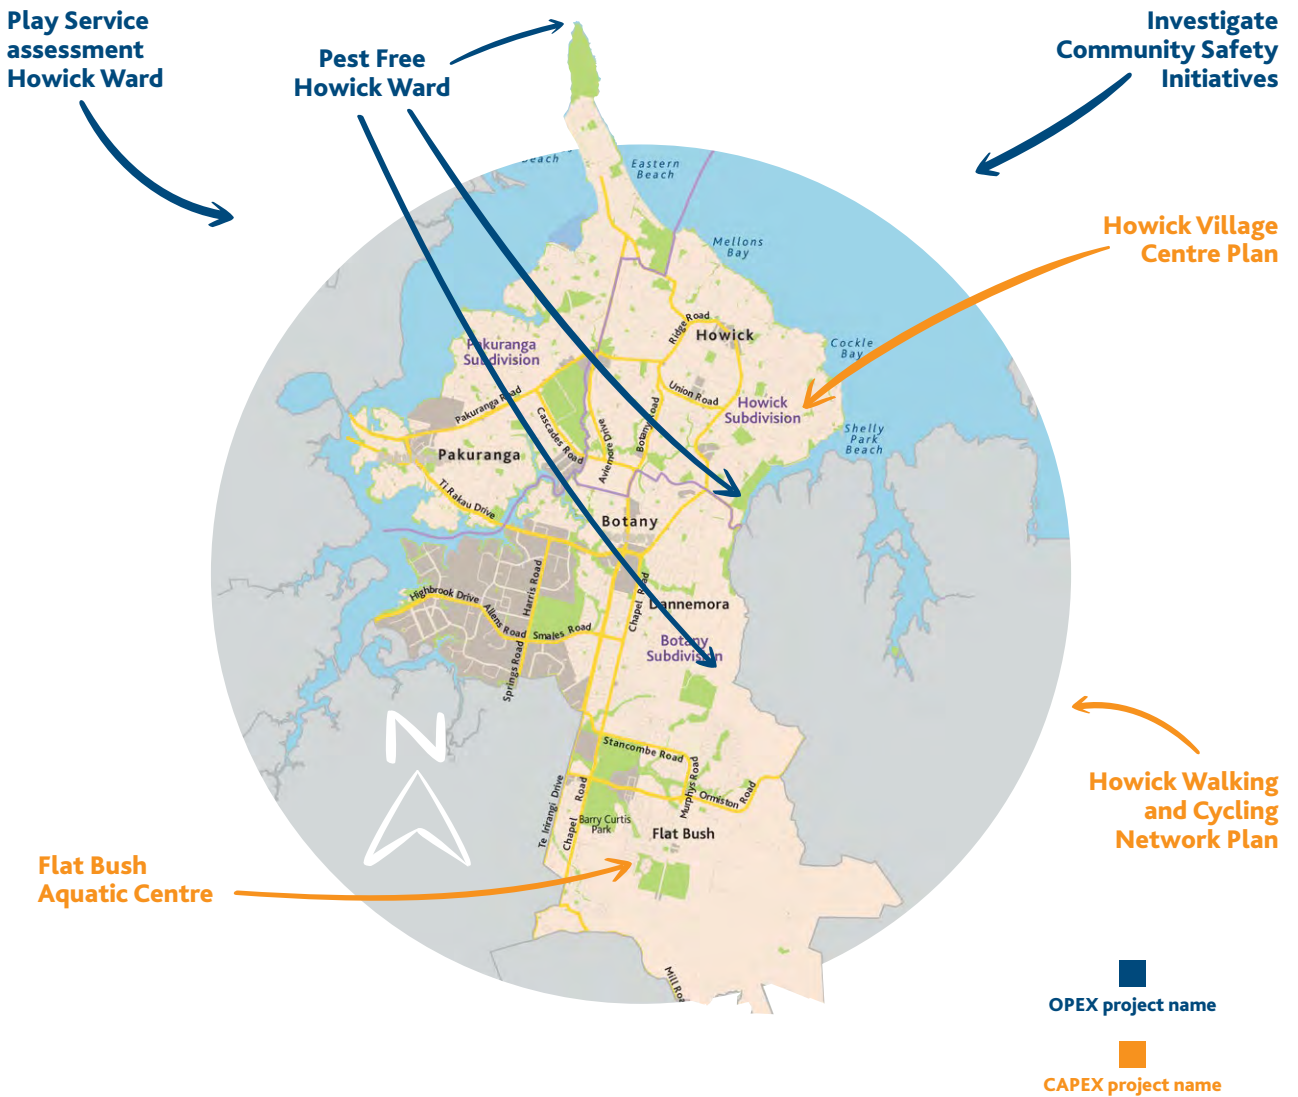 Play Service
assessment
Howick Ward
Pest Free
Howick Ward
Investigate
Community Safety
Initiatives
Howick Village
Centre Plan
Beach
Eastern
Beach
Mellons
Bay
Cockle
Bay
Shelly
Park
Beach
Ridge Road
Howick
Pakuranga
Subdivision
Union Road
Howick
Subdivision
Pakuranga Road
Cascades Road
Aviemore Drive
Botany Road
Pakuranga
Ti Rakau Drive
Botany
Highbrook Drive
Harris Road
Allens Road
Smales Road
Springs Road
Chapel Road
Dannemora
Botany
Subdivision
N
Stancombe Road
Murphys Road
Ormiston Road
Te Irirangi Drive
Chapel Road
Barry Curtis
Park
Flat Bush
Mill Roa
Flat Bush
Aquatic Centre
Howick Walking
and Cycling
Network Plan
OPEX project name
CAPEX project name